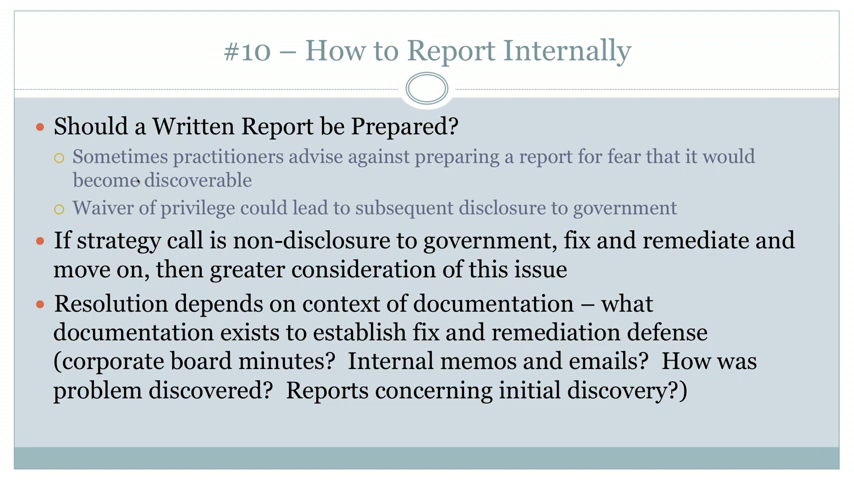 #10 – How to Report Internally
• Should a Written Report be Prepared?
o Sometimes practitioners advise against preparing a report for fear that it would
become discoverable
o Waiver of privilege could lead to subsequent disclosure to government
• If strategy call is non-disclosure to government, fix and remediate and
move on, then greater consideration of this issue
• Resolution depends on context of documentation – what
documentation exists to establish fix and remediation defense
(corporate board minutes?  Internal memos and emails?  How was
problem discovered?  Reports concerning initial discovery?)